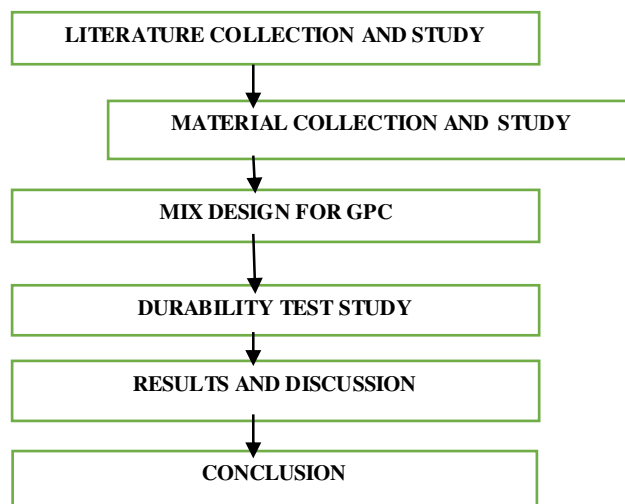 LITERATURE COLLECTION AND STUDY
MATERIAL COLLECTION AND STUDY
MIX DESIGN FOR GPC
DURABILITY TEST STUDY
RESULTS AND DISCUSSION
CONCLUSION